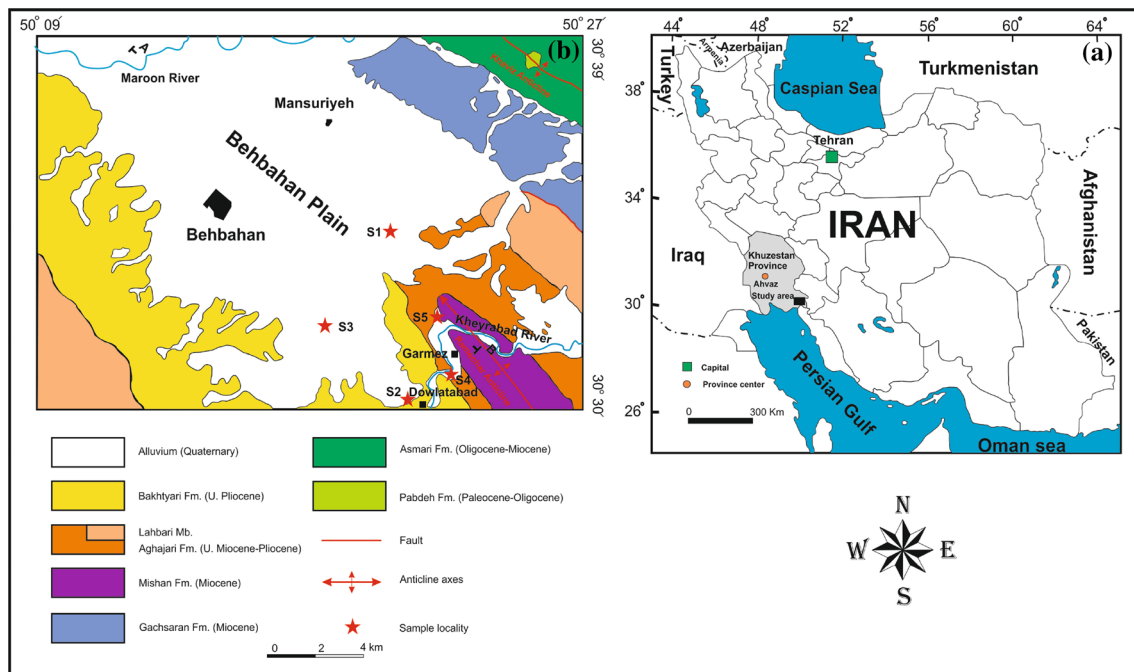 50° 09'
50° 27'
(b)
30° 39'
T A
Maroon River
Mansuriyeh
Behbahan Plain
Behbahan
S1
S3
S5
Kheyrabad River
T B
Garmez
S4
S2
Dowlatabad
30° 30'
Alluvium (Quaternary)
Bakhtyari Fm. (U. Pliocene)
Lahbari Mb.
Aghajari Fm. (U. Miocene-Pliocene)
Mishan Fm. (Miocene)
Gachsaran Fm. (Miocene)
Asmari Fm. (Oligocene-Miocene)
Pabdeh Fm. (Paleocene-Oligocene)
Fault
Anticline axes
Sample locality
0 2 4 km
44° 48° 52° 56° 60° 64°
(a)
Azerbaijan
Arpenia
Turkey
Caspian Sea
Turkmenistan
38°
Tehran
34°
Afghanistan
IRAN
Iraq
Khuzestan
Province
Ahvaz
Study area
30°
Pakistan
Persian Gulf
Capital
Province center
0 300 Km
26°
Oman sea
N
W E
S